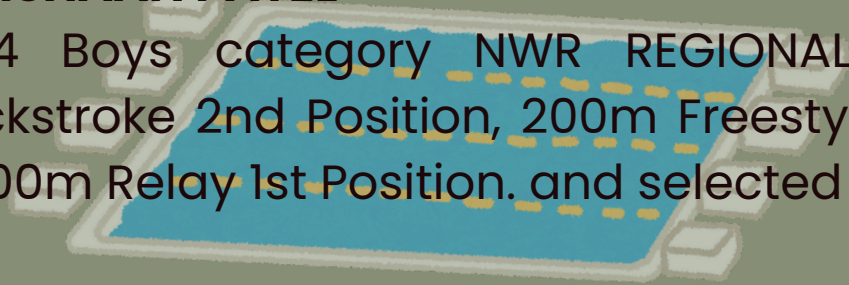 4 Boys category NWR REGIONAL
ckstroke 2nd Position, 200m Freesty
00m Relay 1st Position. and selected